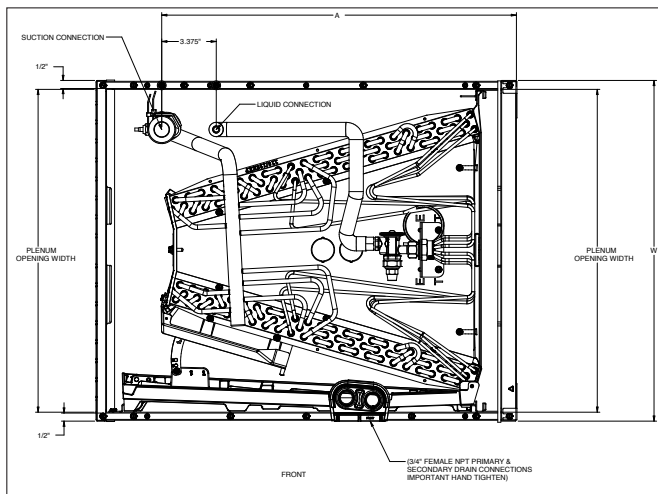 A
SUCTION CONNECTION
3.375"
1/2"
LIQUID CONNECTION
PLENUM
OPENING WIDTH
PLENUM
OPENING WIDTH
W
1/2"
(3/4" FEMALE NPT PRIMARY &
SECONDARY DRAIN CONNECTIONS
IMPORTANT HAND TIGHTEN)
FRONT